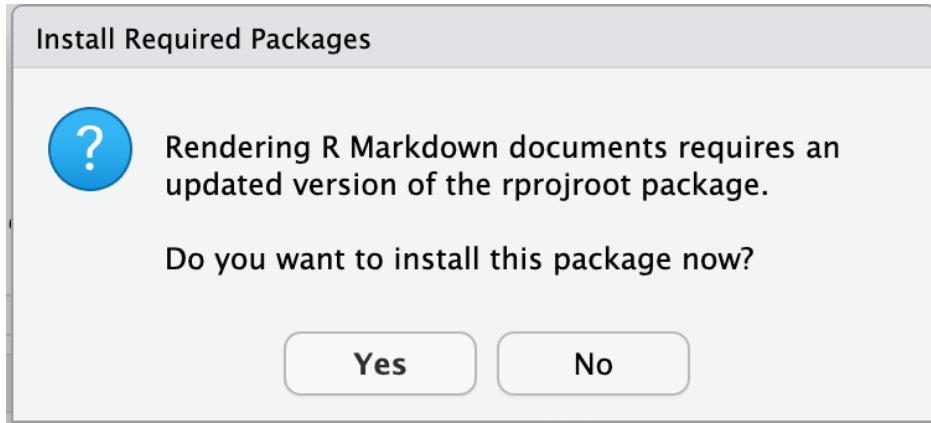 Install Required Packages
?
Rendering R Markdown documents requires an
updated version of the rprojroot package.
Do you want to install this package now?
Yes
No